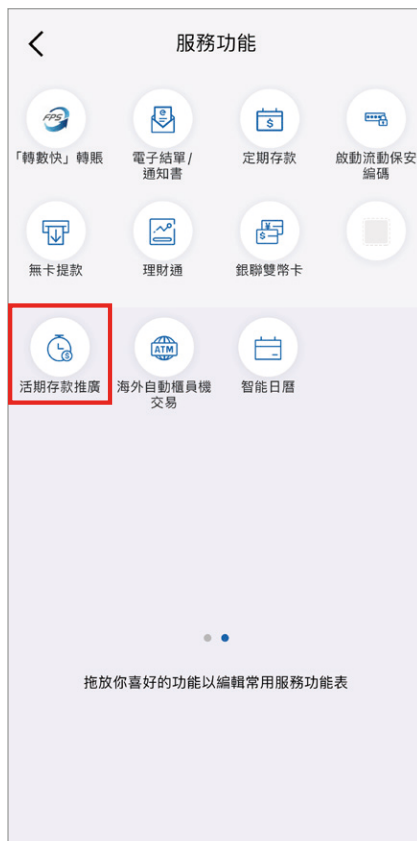 服務功能
FPS
「轉數快」轉賬
e
電子結單/
通知書
$
定期存款
啟動流動保安
編碼
無卡提款
理財通
¥
$
銀聯雙幣卡
$
活期存款推廣
ATM
海外自動櫃員機
交易
智能日曆
拖放你喜好的功能以編輯常用服務功能表